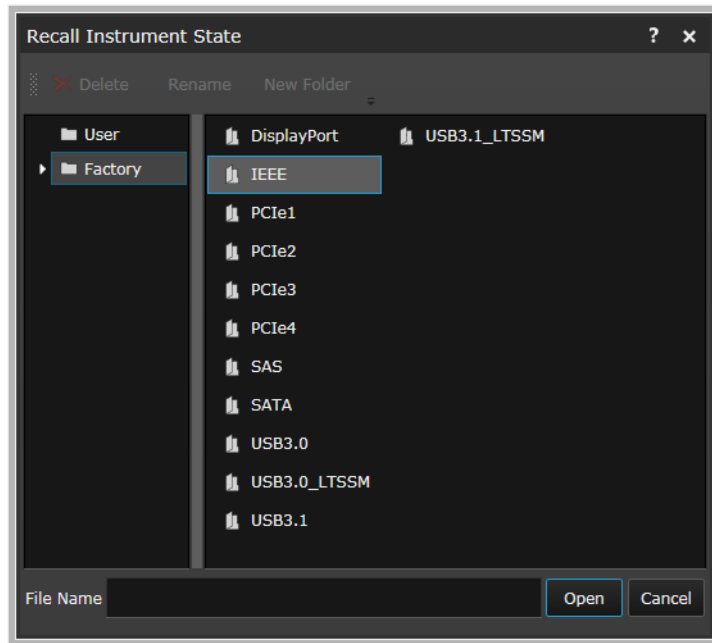 Recall Instrument State ? ×
Delete Rename New Folder
User
Factory
DisplayPort
IEEE
PCIe1
PCIe2
PCIe3
PCIe4
SAS
SATA
USB3.0
USB3.0_LTSSM
USB3.1
USB3.1_LTSSM
File Name Open Cancel